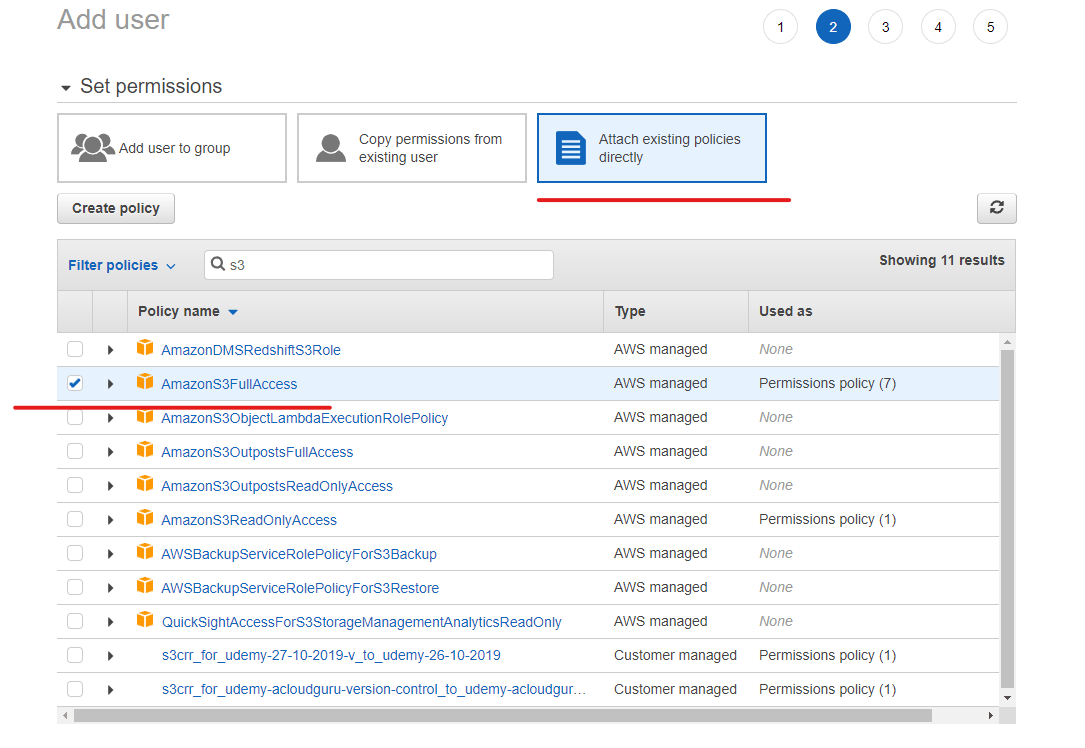 Add user
1 2 3 4 5
Set permissions
Add user to group
Copy permissions from
existing user
Attach existing policies
directly
Create policy
Filter policies
s3
Showing 11 results
Policy name Type Used as
AmazonDMSRedshiftS3Role AWS managed None
AmazonS3FullAccess AWS managed Permissions policy (7)
AmazonS3ObjectLambdaExecutionRolePolicy AWS managed None
AmazonS3OutpostsFullAccess AWS managed None
AmazonS3OutpostsReadOnlyAccess AWS managed None
AmazonS3ReadOnlyAccess AWS managed Permissions policy (1)
AWSBackupServiceRolePolicyForS3Backup AWS managed None
AWSBackupServiceRolePolicyForS3Restore AWS managed None
QuickSightAccessForS3StorageManagementAnalyticsReadOnly AWS managed None
s3crr_for_udemy-27-10-2019-v_to_udemy-26-10-2019 Customer managed Permissions policy (1)
s3crr_for_udemy-acloudguru-version-control_to_udemy-acloudgur… Customer managed Permissions policy (1)